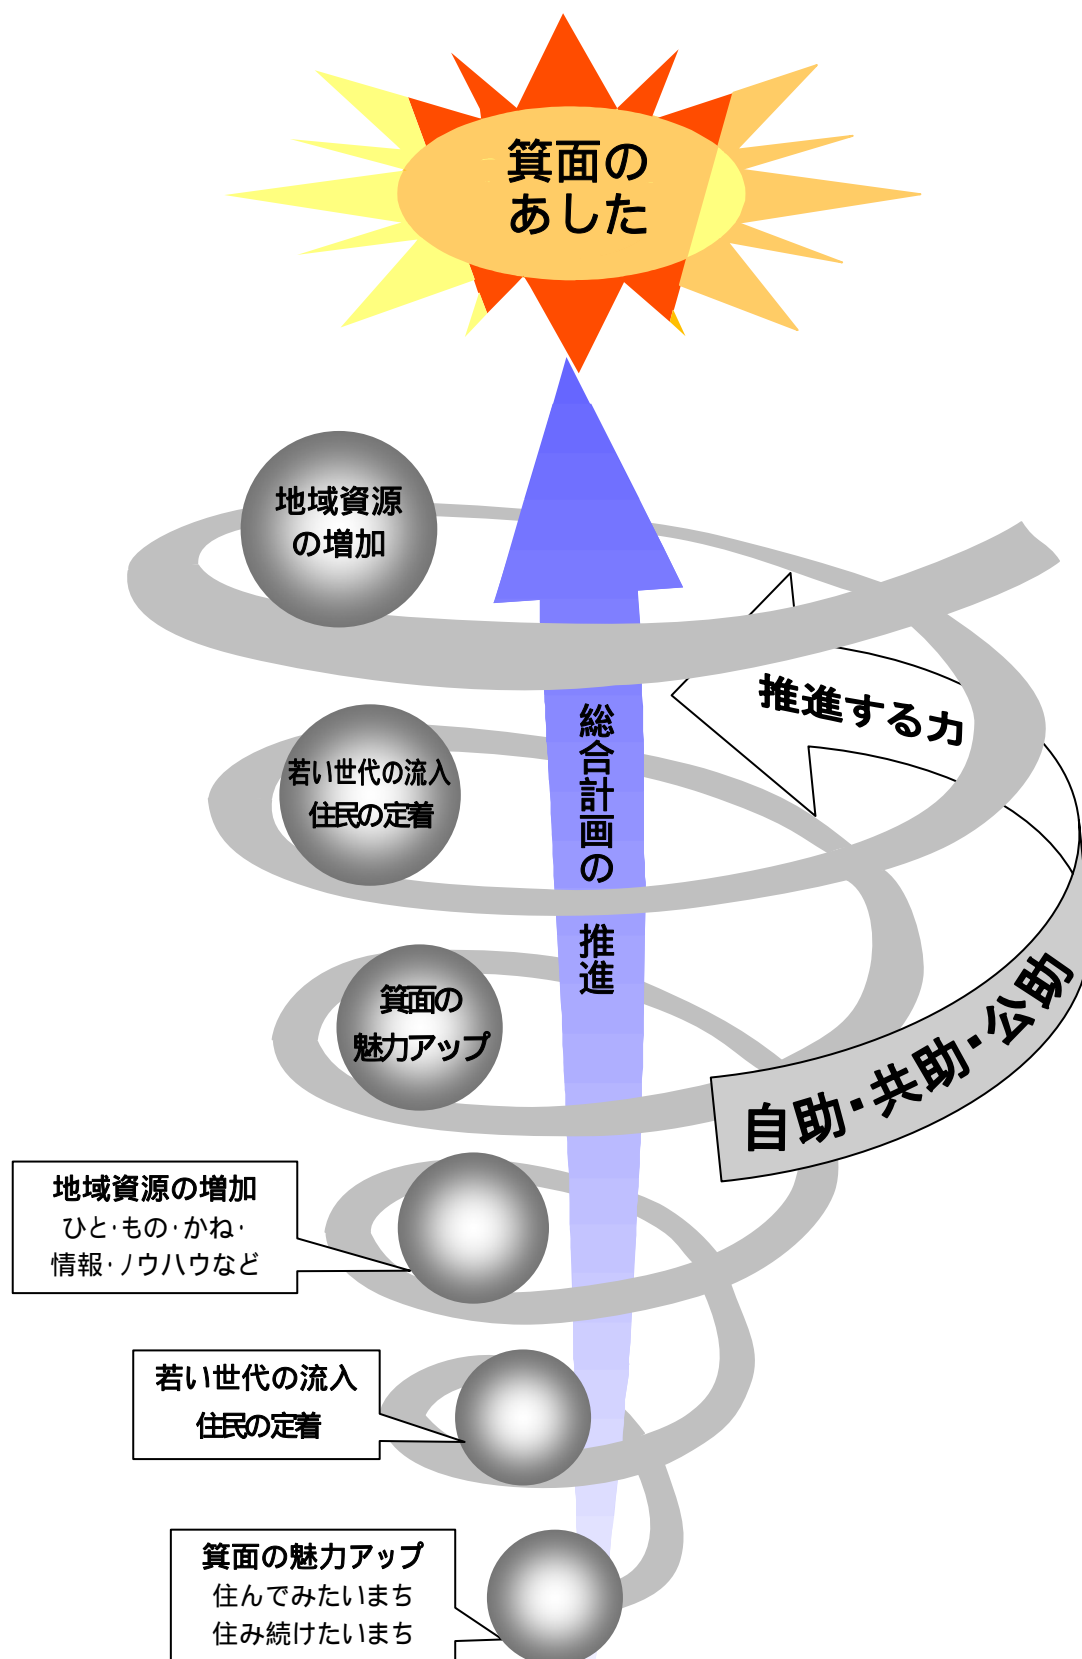 箕面の
あした
地域資源
の増加
推進する力
総合計画の 推進
若い世代の流入
住民の定着
箕面の
魅力アップ
自助・共助・公助
地域資源の増加
ひと・もの・かね・
情報・ノウハウなど
若い世代の流入
住民の定着
箕面の魅力アップ
住んでみたいまち
住み続けたいまち